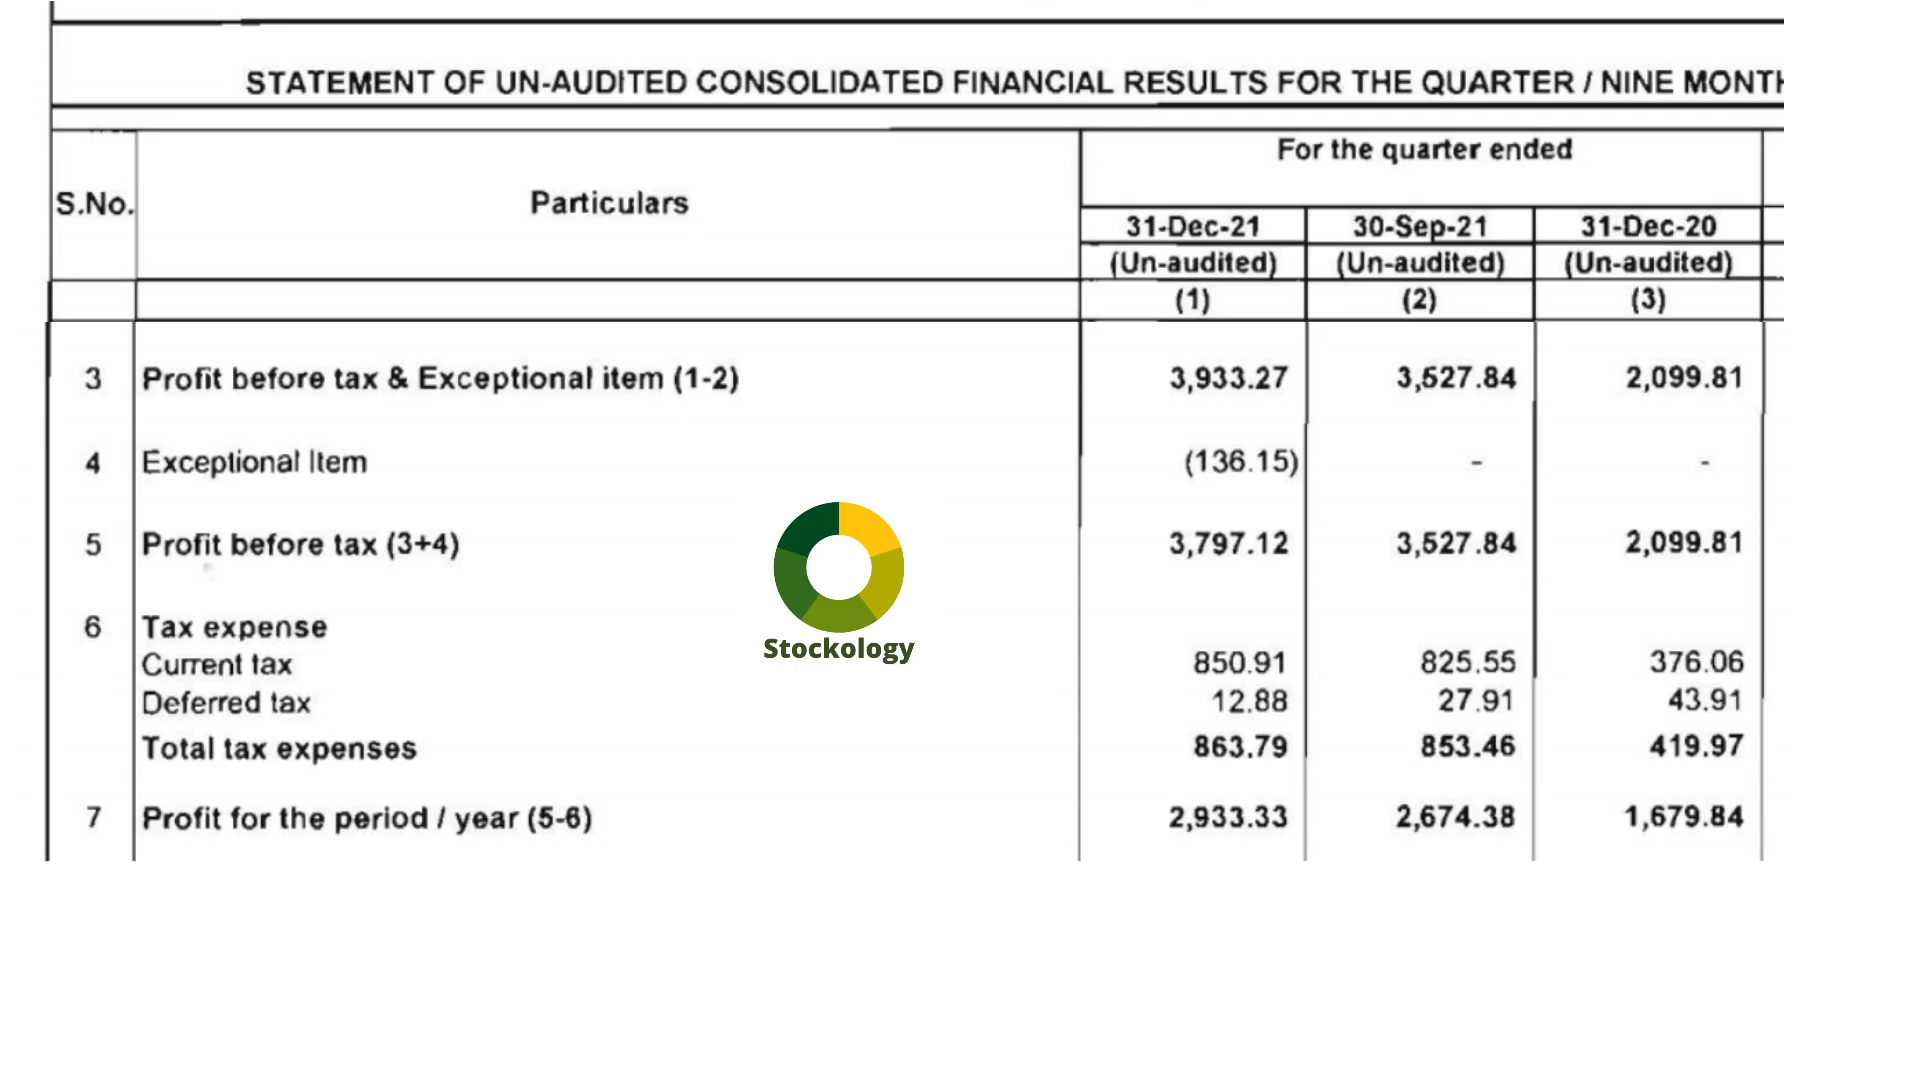 STATEMENT OF UN-AUDITED CONSOLIDATED FINANCIAL RESULTS FOR THE QUARTER / NINE MONTH
S.No. Particulars For the quarter ended
31-Dec-21 30-Sep-21 31-Dec-20
(Un-audited) (Un-audited) (Un-audited)
(1) (2) (3)
3 Profit before tax & Exceptional item (1-2) 3,933.27 3,527.84 2,099.81
4 Exceptional Item (136.15) - -
5 Profit before tax (3+4) 3,797.12 3,527.84 2,099.81
6 Tax expense
Stockology
Current tax 850.91 825.55 376.06
Deferred tax 12.88 27.91 43.91
Total tax expenses 863.79 853.46 419.97
7 Profit for the period / year (5-6) 2,933.33 2,674.38 1,679.84